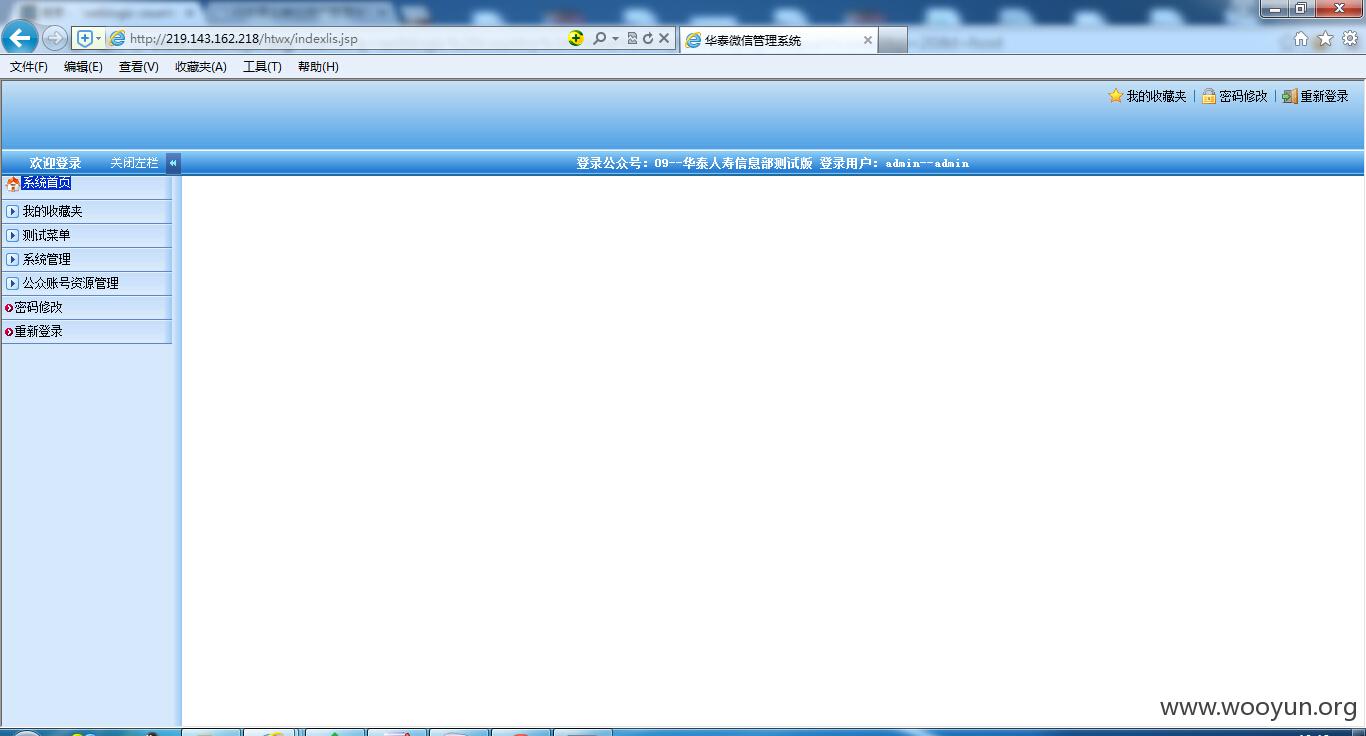 http://219.143.162.218/htwx/indexlis.jsp
华泰微信管理系统
文件(F) 编辑(E) 查看(V) 收藏夹(A) 工具(T) 帮助(H)
我的收藏夹 | 密码修改 | 重新登录
欢迎登录 关闭左栏 登录公众号：09--华泰人寿信息部测试版 登录用户：admin--admin
系统首页
我的收藏夹
测试菜单
系统管理
公众账号资源管理
密码修改
重新登录
www.wooyun.org